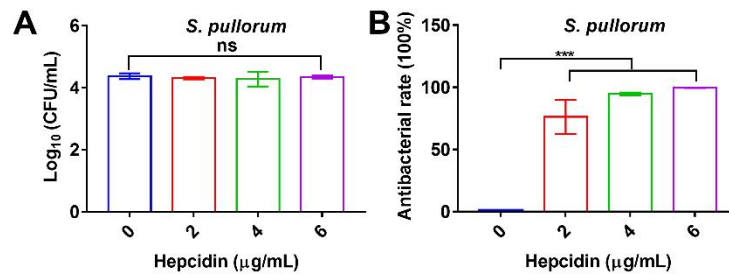 A
S. pullorum
ns
Log10 (CFU/mL)
6
4
2
0
0
2
4
6
Hepcidin (μg/mL)
B
S. pullorum
***
Antibacterial rate (100%)
150
100
50
0
0
2
4
6
Hepcidin (μg/mL)